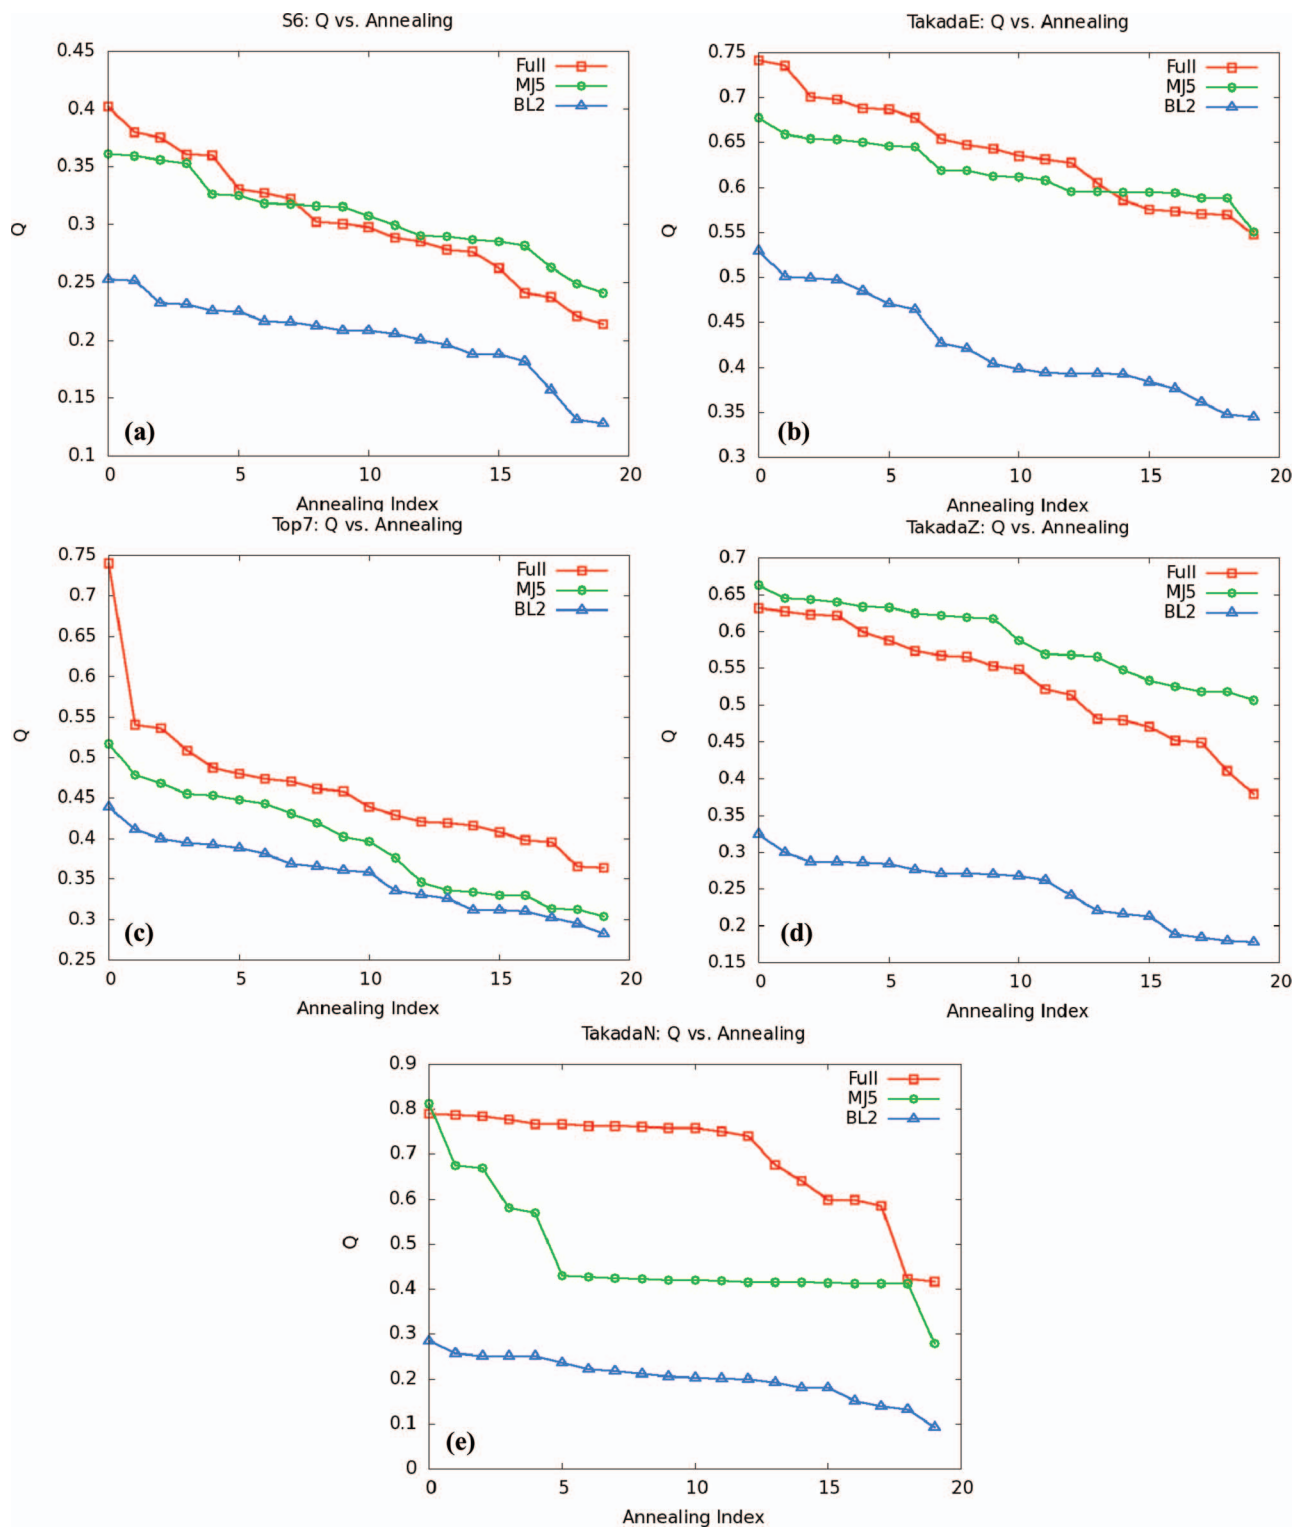 S6: Q vs. Annealing
0.45
0.4
0.35
0.3
0.25
0.2
0.15
0.1
Q
Full
MJ5
BL2
(a)
0 5 10 15 20
Annealing Index
TakadaE: Q vs. Annealing
0.75
0.7
0.65
0.6
0.55
0.5
0.45
0.4
0.35
0.3
Q
Full
MJ5
BL2
(b)
0 5 10 15 20
Annealing Index
Top7: Q vs. Annealing
0.75
0.7
0.65
0.6
0.55
0.5
0.45
0.4
0.35
0.3
0.25
Q
Full
MJ5
BL2
(c)
0 5 10 15 20
Annealing Index
TakadaZ: Q vs. Annealing
0.7
0.65
0.6
0.55
0.5
0.45
0.4
0.35
0.3
0.25
0.2
0.15
Q
Full
MJ5
BL2
(d)
0 5 10 15 20
Annealing Index
TakadaN: Q vs. Annealing
0.9
0.8
0.7
0.6
0.5
0.4
0.3
0.2
0.1
0
Q
Full
MJ5
BL2
(e)
0 5 10 15 20
Annealing Index